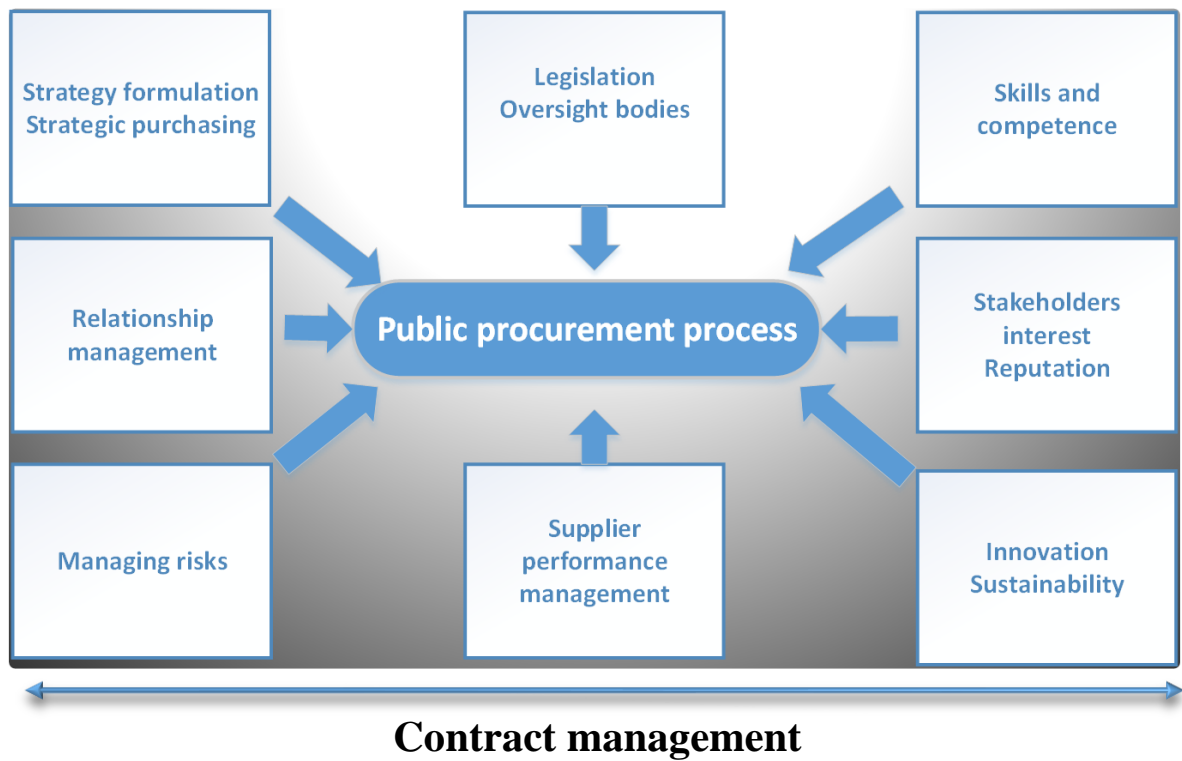 Strategy formulation
Strategic purchasing
Legislation
Oversight bodies
Skills and
competence
Relationship
management
Public procurement process
Stakeholders
interest
Reputation
Managing risks
Supplier
performance
management
Innovation
Sustainability
Contract management